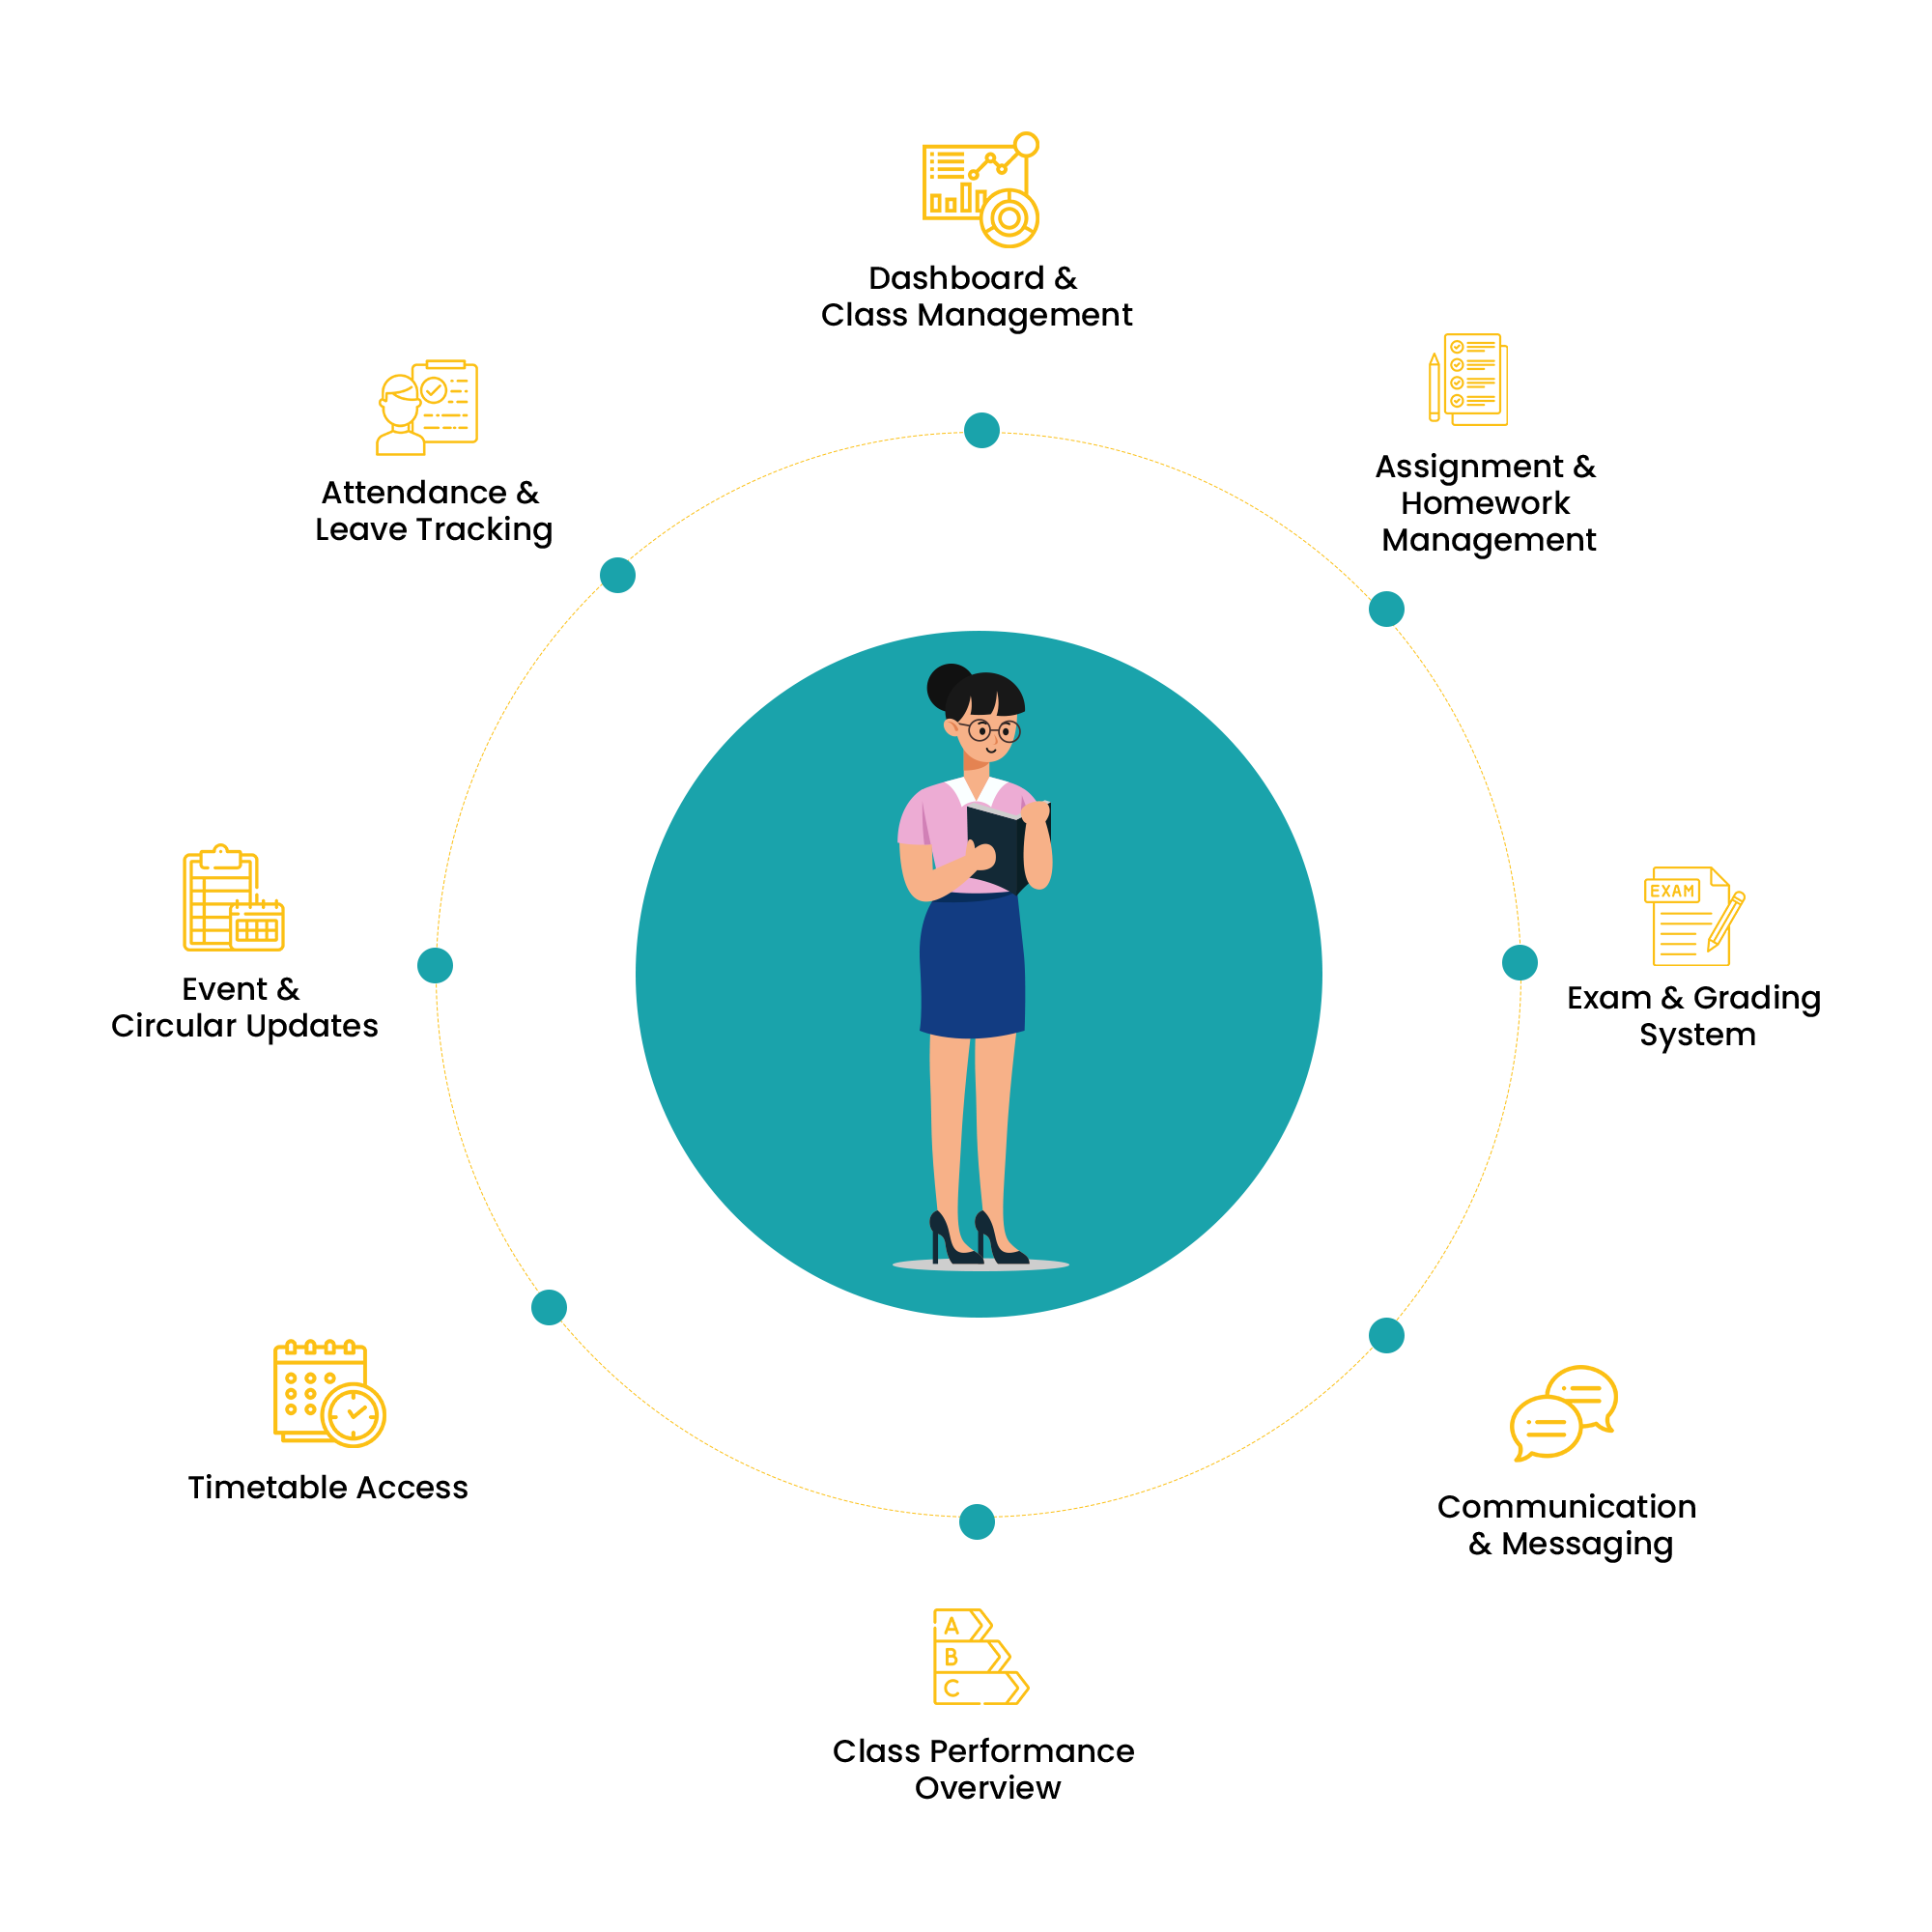 Dashboard &
Class Management
Assignment &
Homework
Management
EXAM
Exam & Grading
System
Communication
& Messaging
A
B
C
Class Performance
Overview
Timetable Access
Event &
Circular Updates
Attendance &
Leave Tracking